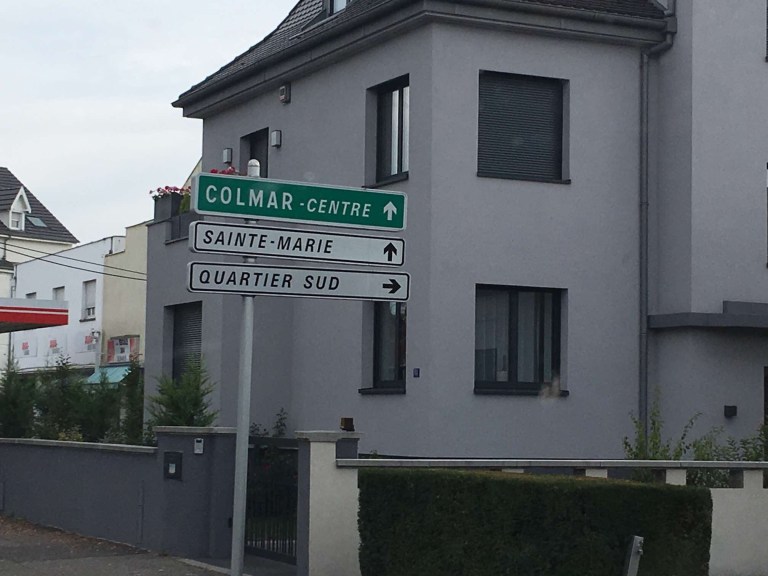 COLMAR -CENTRE
SAINTE-MARIE
QUARTIER SUD